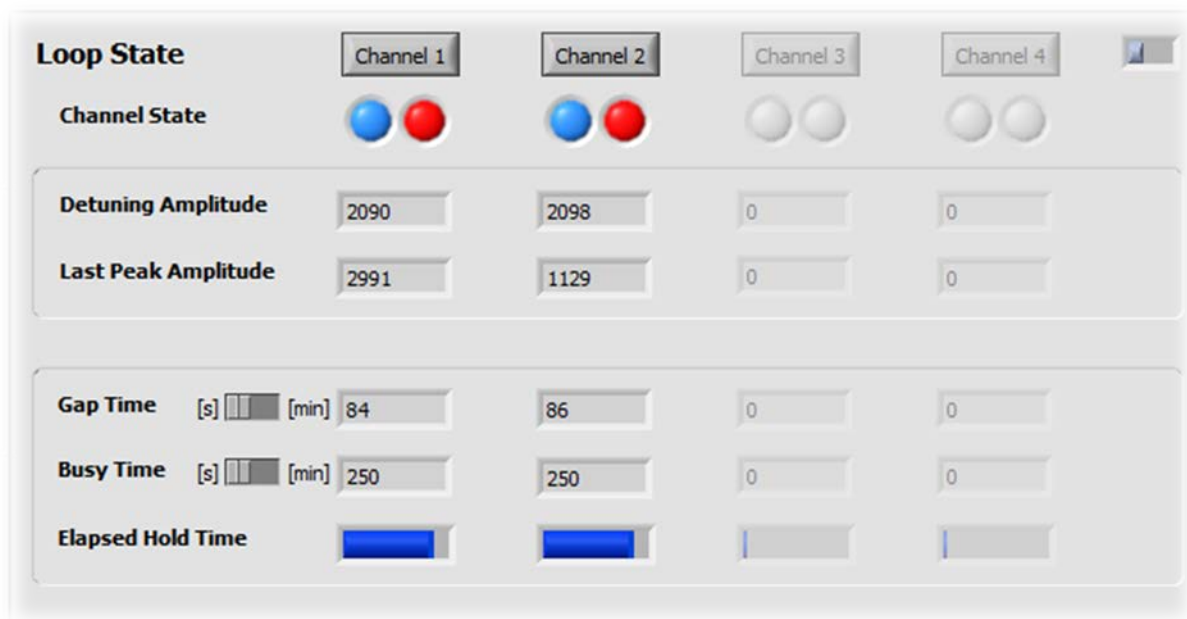 Loop State Channel 1 Channel 2 Channel 3 Channel 4
Channel State
Detuning Amplitude 2090 2098 0 0
Last Peak Amplitude 2991 1129 0 0
Gap Time [s] [min] 84 86 0 0
Busy Time [s] [min] 250 250 0 0
Elapsed Hold Time